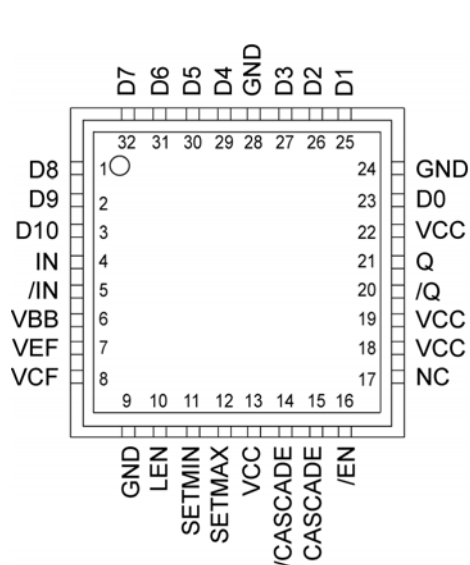 D7 D6 D5 D4 GND D3 D2 D1
32 31 30 29 28 27 26 25
D8 1 24 GND
D9 2 23 D0
D10 3 22 VCC
IN 4 21 Q
/IN 5 20 /Q
VBB 6 19 VCC
VEF 7 18 VCC
VCF 8 17 NC
9 10 11 12 13 14 15 16
GND LEN SETMIN SETMAX VCC /CASCADE CASCADE /EN